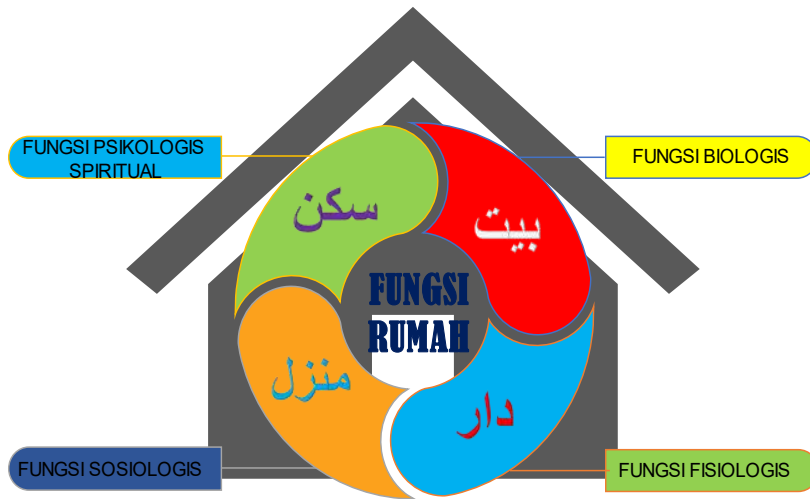 FUNGSI PSIKOLOGIS
SPIRITUAL
FUNGSI BIOLOGIS
سكن
بيت
FUNGSI
RUMAH
منزل
دار
FUNGSI SOSIOLOGIS
FUNGSI FISIOLOGIS